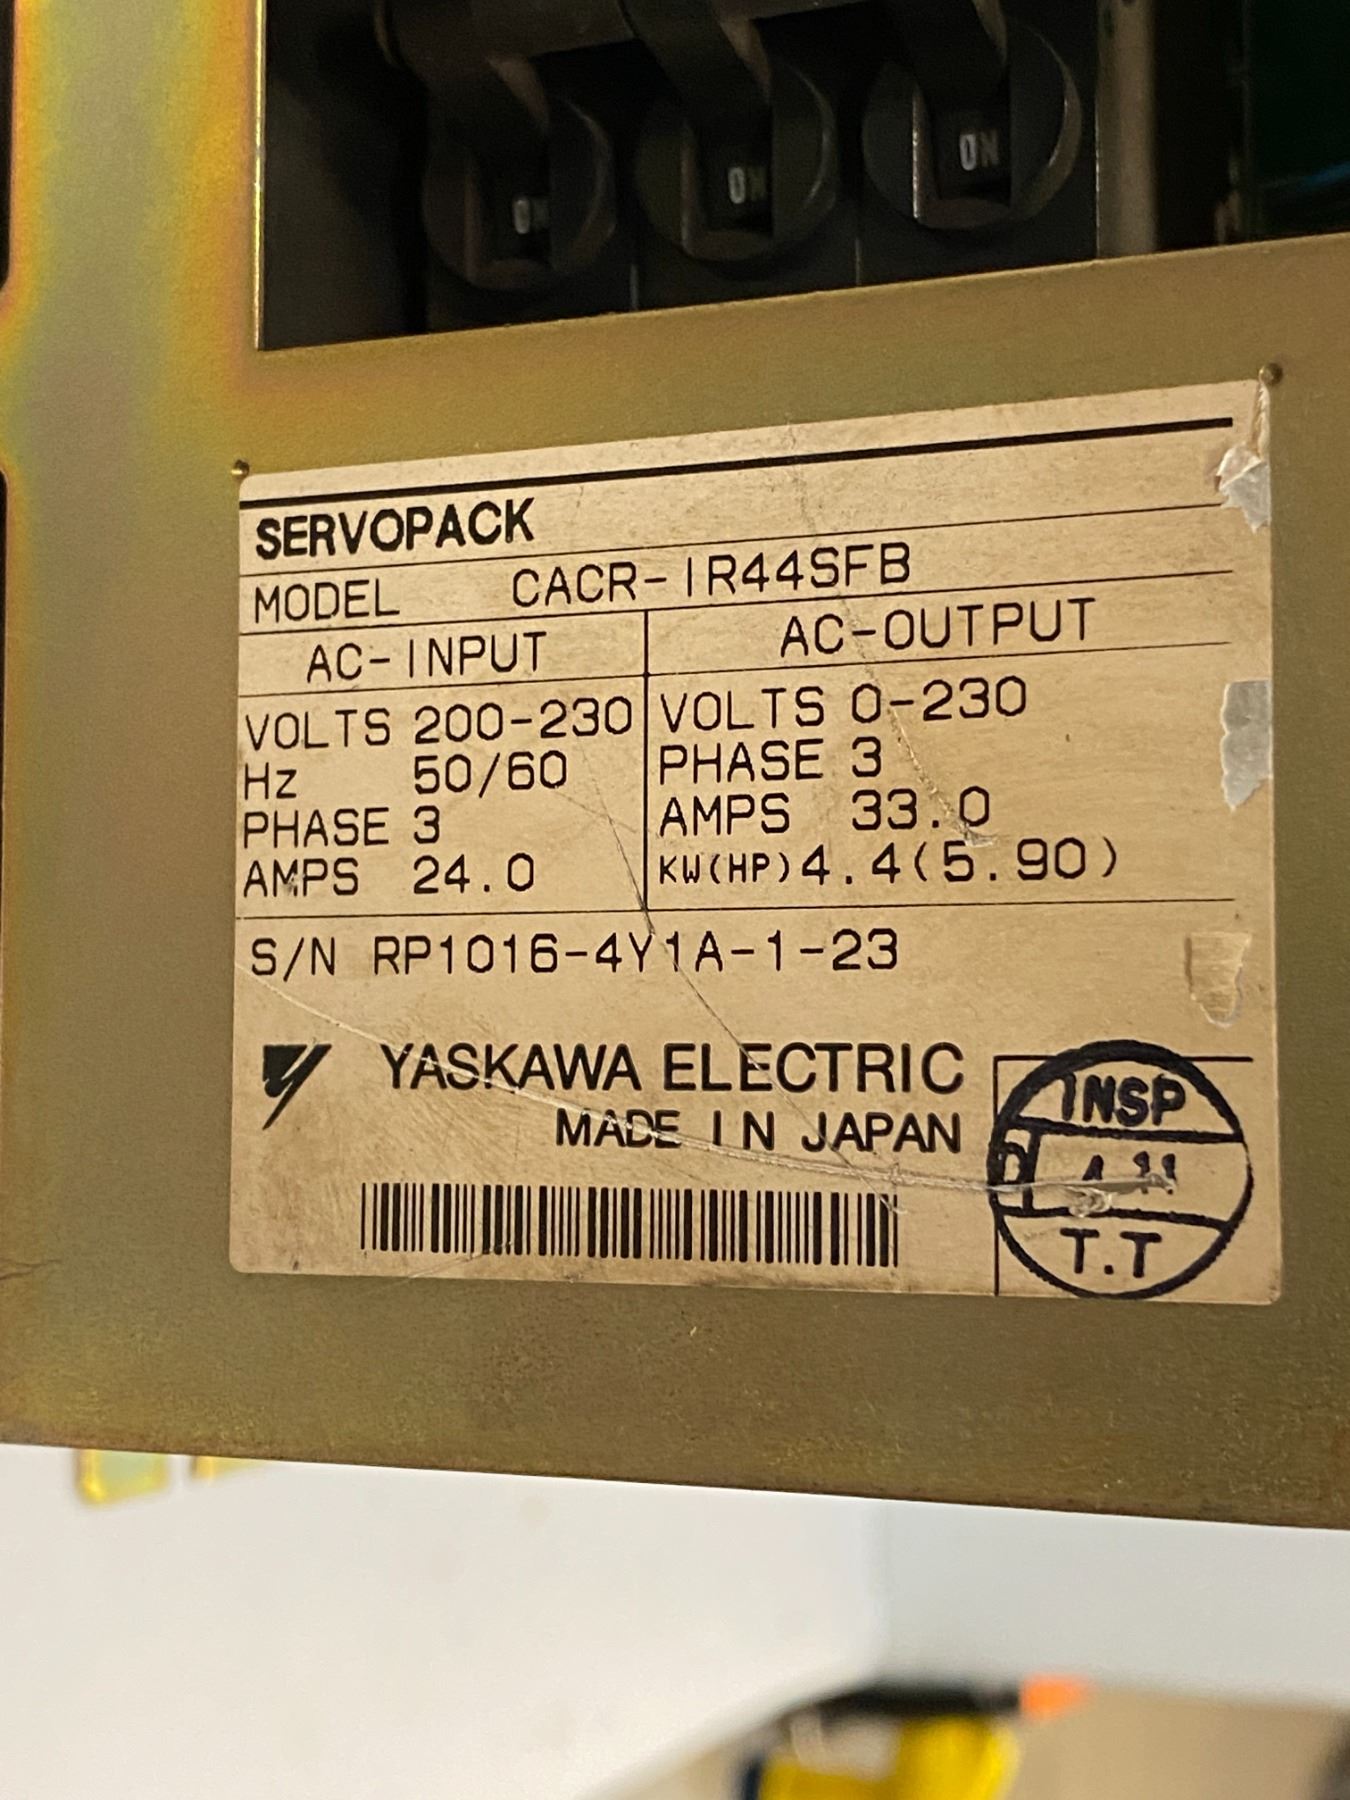 ON
ON
ON
SERVOPACK
MODEL CACR-IR44SFB
AC-INPUT AC-OUTPUT
VOLTS 200-230 VOLTS 0-230
Hz 50/60 PHASE 3
PHASE 3 AMPS 33.0
AMPS 24.0 KW(HP) 4.4(5.90)
S/N RP1016-4Y1A-1-23
YASKAWA ELECTRIC
MADE IN JAPAN
INSP
T.T